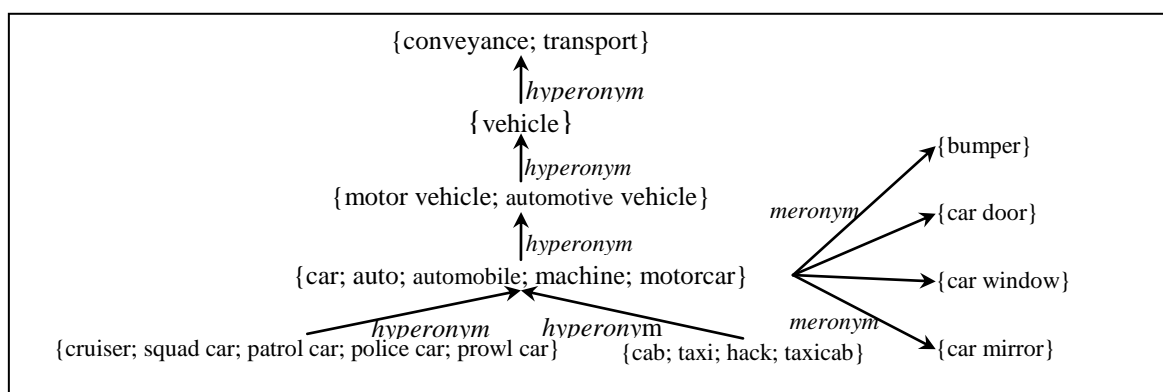 {conveyance; transport}
hyperonym
{vehicle}
{bumper}
hyperonym
{motor vehicle; automotive vehicle}
meronym
{car door}
hyperonym
{car; auto; automobile; machine; motorcar}
{car window}
hyperonym
hyperonym
meronym
{cruiser; squad car; patrol car; police car; prowl car}
{cab; taxi; hack; taxicab}
{car mirror}